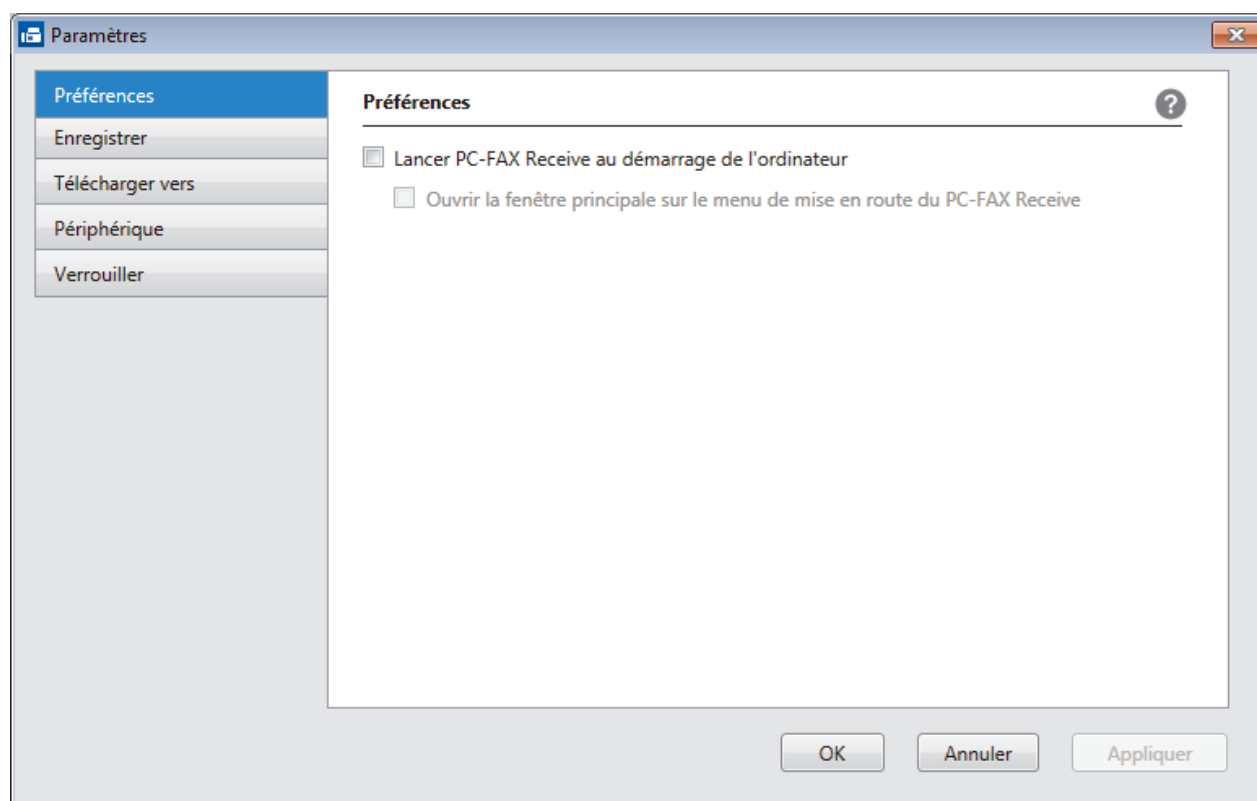 Paramètres
Préférences
Enregistrer
Télécharger vers
Périphérique
Verrouiller
Préférences
?
Lancer PC-FAX Receive au démarrage de l'ordinateur
Ouvrir la fenêtre principale sur le menu de mise en route du PC-FAX Receive
OK
Annuler
Appliquer